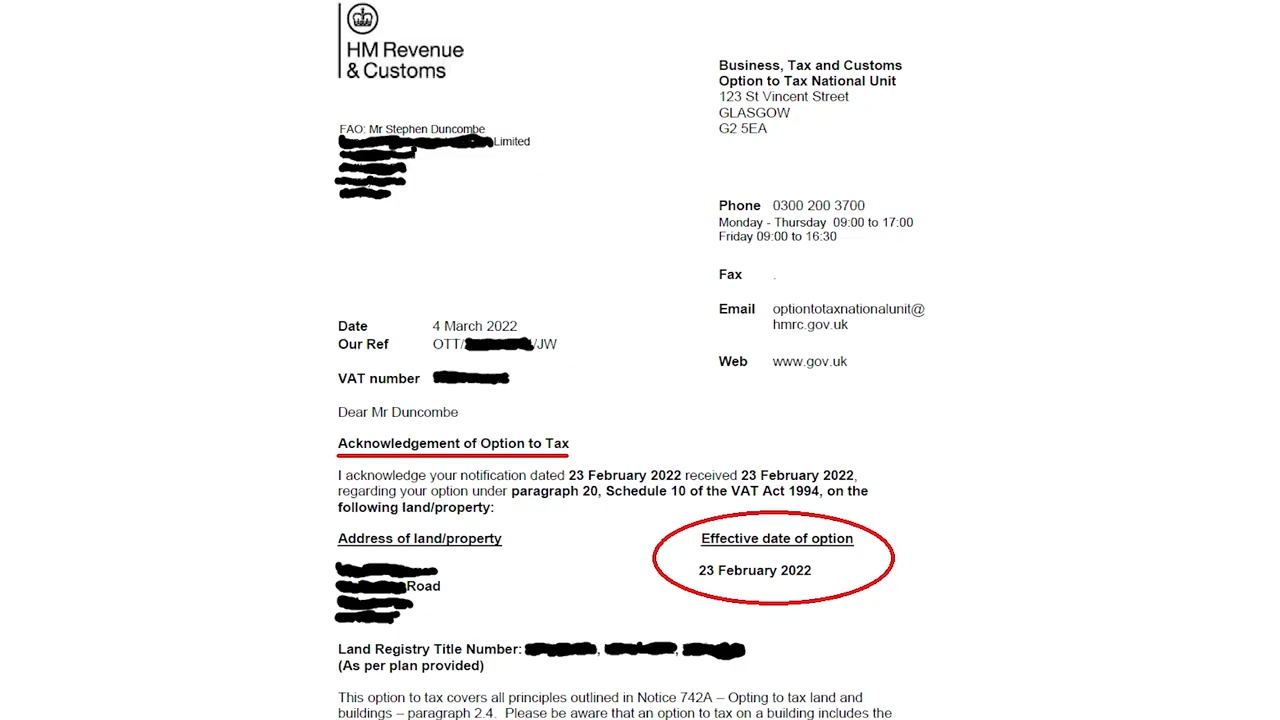 HM Revenue
& Customs
Business, Tax and Customs
Option to Tax National Unit
123 St Vincent Street
GLASGOW
G2 5EA
FAO: Mr Stephen Duncombe
Limited
Phone 0300 200 3700
Monday - Thursday 09:00 to 17:00
Friday 09:00 to 16:30
Fax .
Email optiontotaxnationalunit@
hmrc.gov.uk
Web www.gov.uk
Date 4 March 2022
Our Ref OTT/ /JW
VAT number
Dear Mr Duncombe
Acknowledgement of Option to Tax
I acknowledge your notification dated 23 February 2022 received 23 February 2022,
regarding your option under paragraph 20, Schedule 10 of the VAT Act 1994, on the
following land/property:
Address of land/property
Effective date of option
23 February 2022
Road
Land Registry Title Number: , ,
(As per plan provided)
This option to tax covers all principles outlined in Notice 742A – Opting to tax land and
buildings – paragraph 2.4. Please be aware that an option to tax on a building includes the